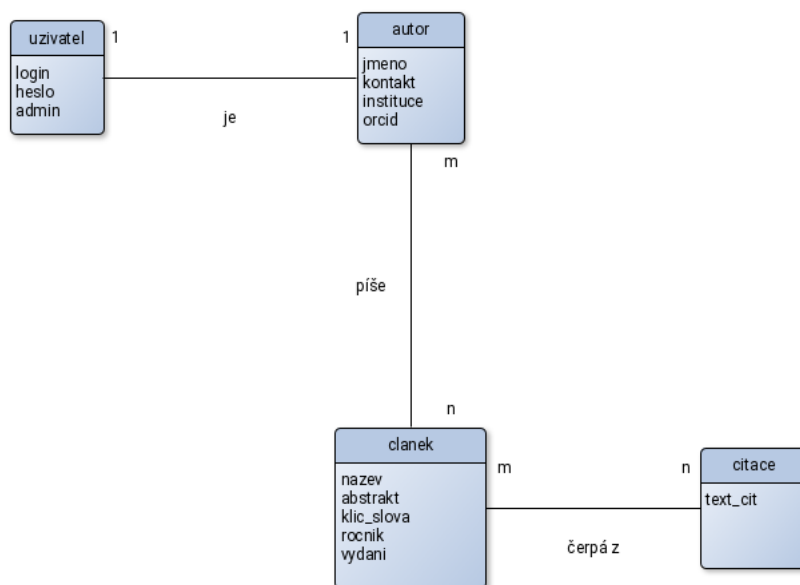 uzivatel
login
heslo
admin
1
1
je
autor
jmeno
kontakt
instituce
orcid
m
píše
n
clanek
nazev
abstrakt
klic_slova
rocnik
vydani
m
n
čerpá z
citace
text_cit